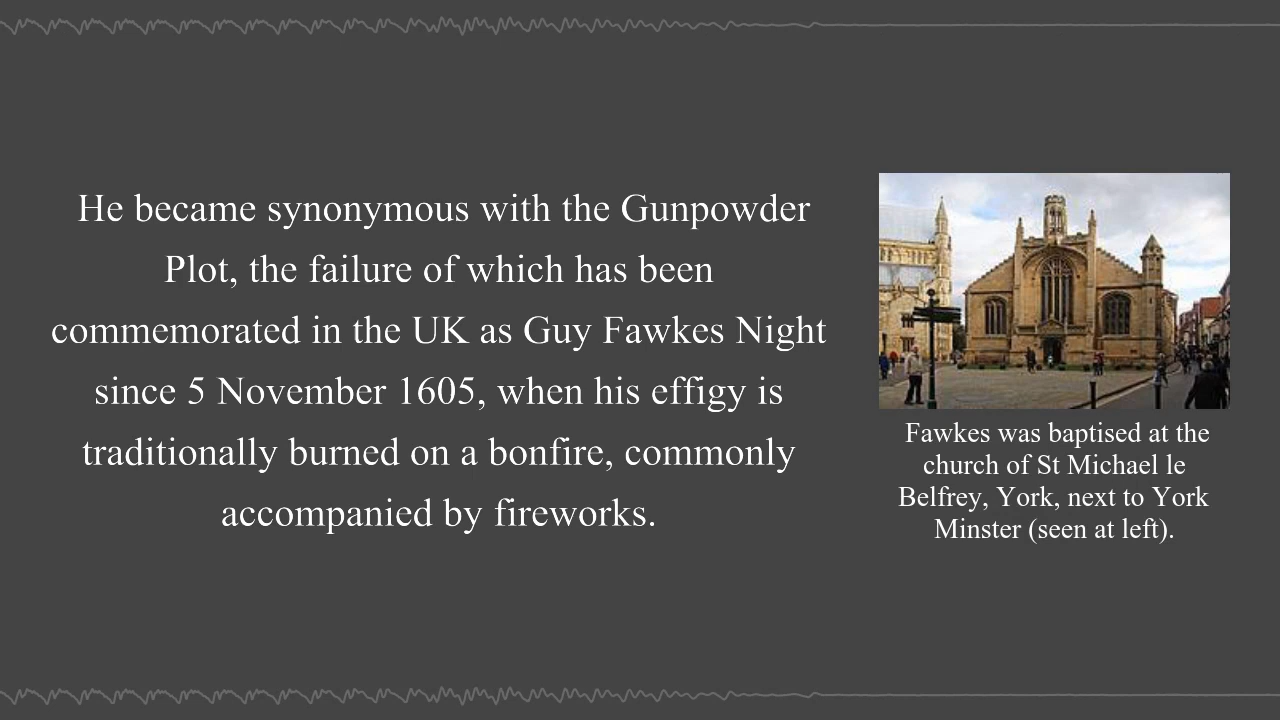 He became synonymous with the Gunpowder
Plot, the failure of which has been
commemorated in the UK as Guy Fawkes Night
since 5 November 1605, when his effigy is
traditionally burned on a bonfire, commonly
accompanied by fireworks.
Fawkes was baptised at the
church of St Michael le
Belfrey, York, next to York
Minster (seen at left).